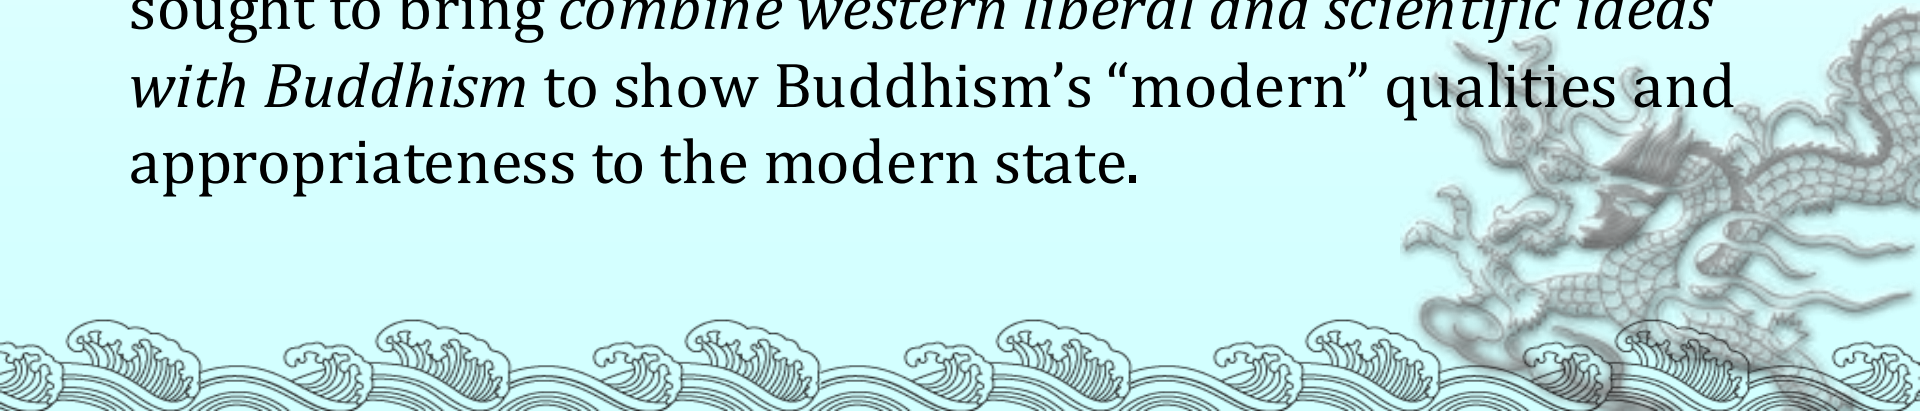 sought to bring combine western liberal and scientific ideas
with Buddhism to show Buddhism’s “modern” qualities and
appropriateness to the modern state.